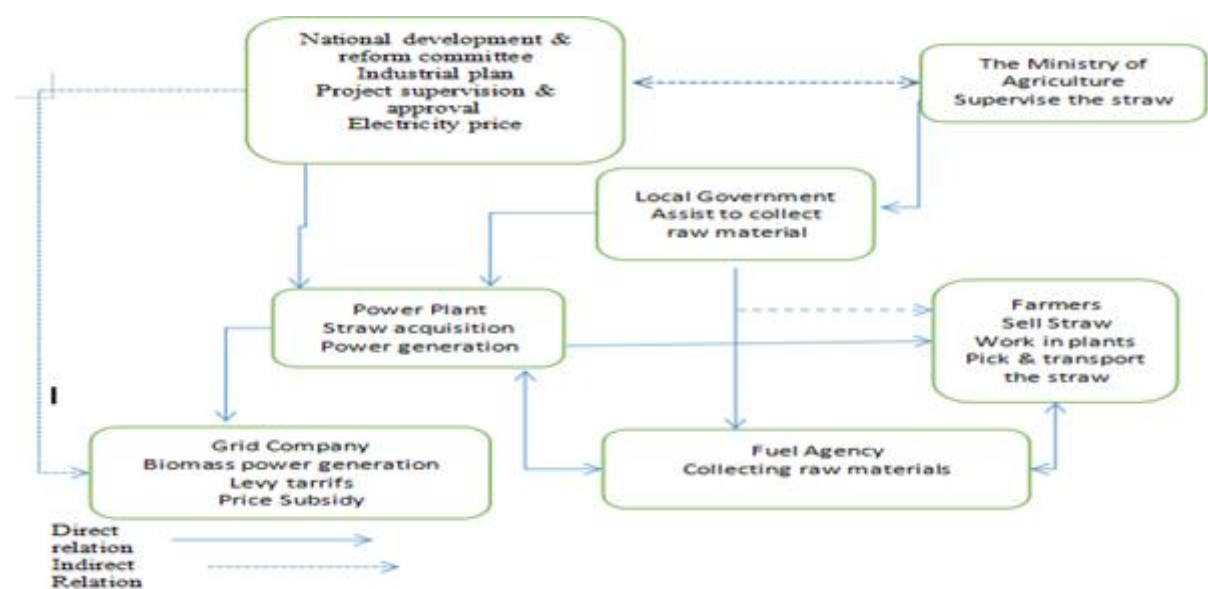 National development &
reform committee
Industrial plan
Project supervision &
approval
Electricity price
The Ministry of
Agriculture
Supervise the straw
Local Government
Assist to collect
raw material
Power Plant
Straw acquisition
Power generation
Farmers
Sell Straw
Work in plants
Pick & transport
the straw
Grid Company
Biomass power generation
Levy tarrifs
Price Subsidy
Fuel Agency
Collecting raw materials
Direct
relation
Indirect
Relation